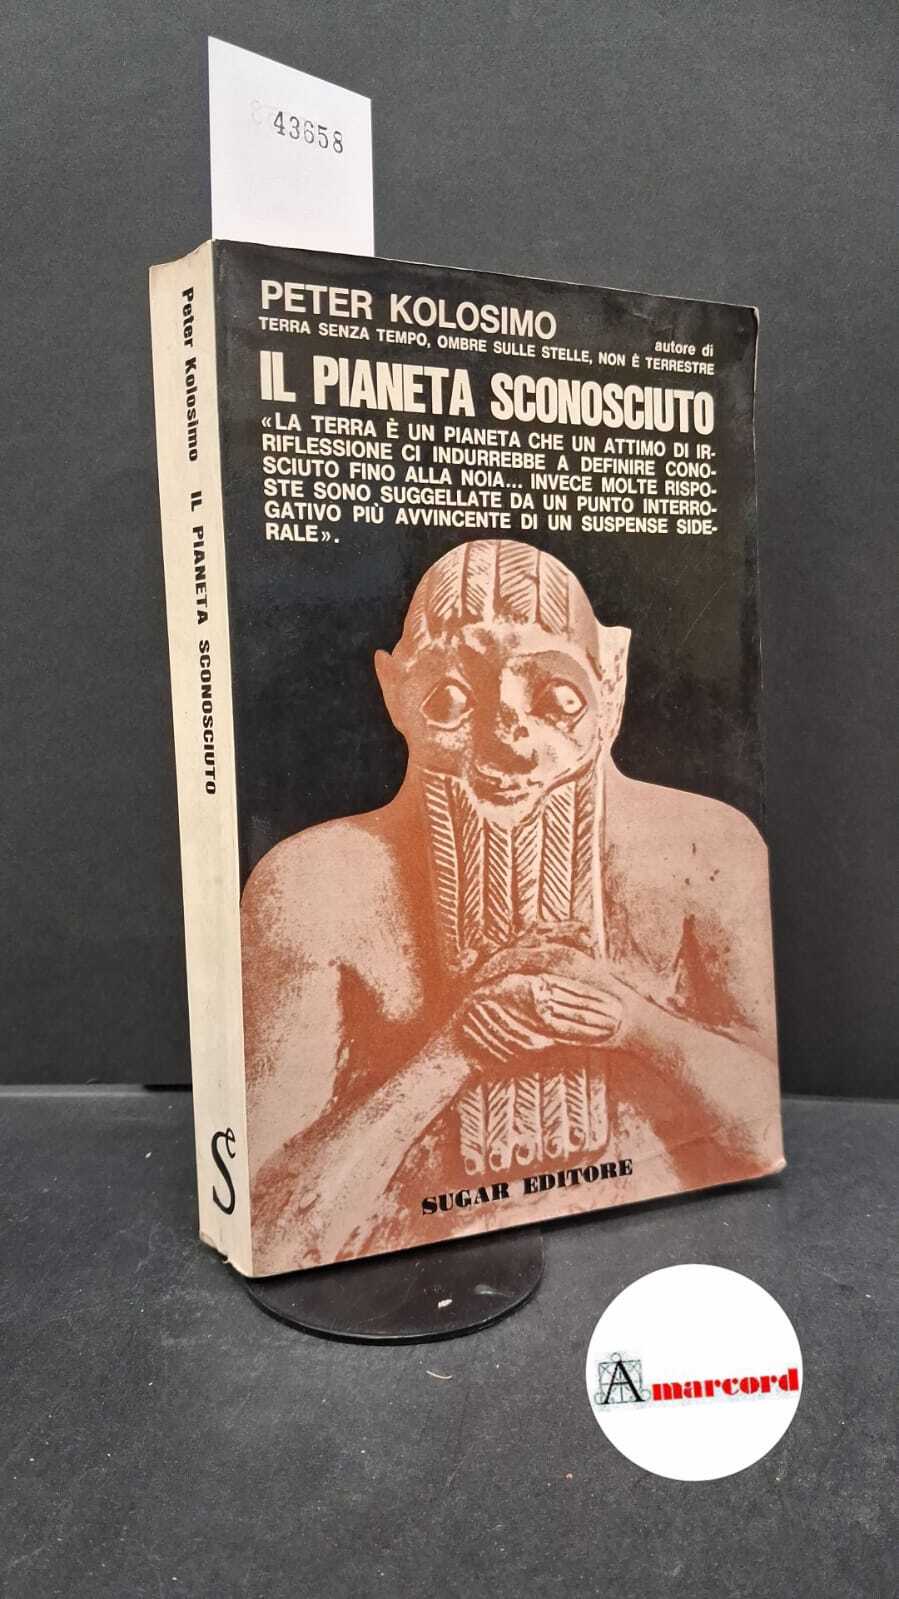 43658
PETER KOLOSIMO
autore di
TERRA SENZA TEMPO, OMBRE SULLE STELLE, NON È TERRESTRE
IL PIANETA SCONOSCIUTO
«LA TERRA È UN PIANETA CHE UN ATTIMO DI IR-
RIFLESSIONE CI INDURREBBE A DEFINIRE CONO-
SCIUTO FINO ALLA NOIA... INVECE MOLTE RISPO-
STE SONO SUGGELLATE DA UN PUNTO INTERRO-
GATIVO PIÙ AVVINCENTE DI UN SUSPENSE SIDE-
RALE».
SUGAR EDITORE
Peter Kolosimo IL PIANETA SCONOSCIUTO
Se
Amarcord